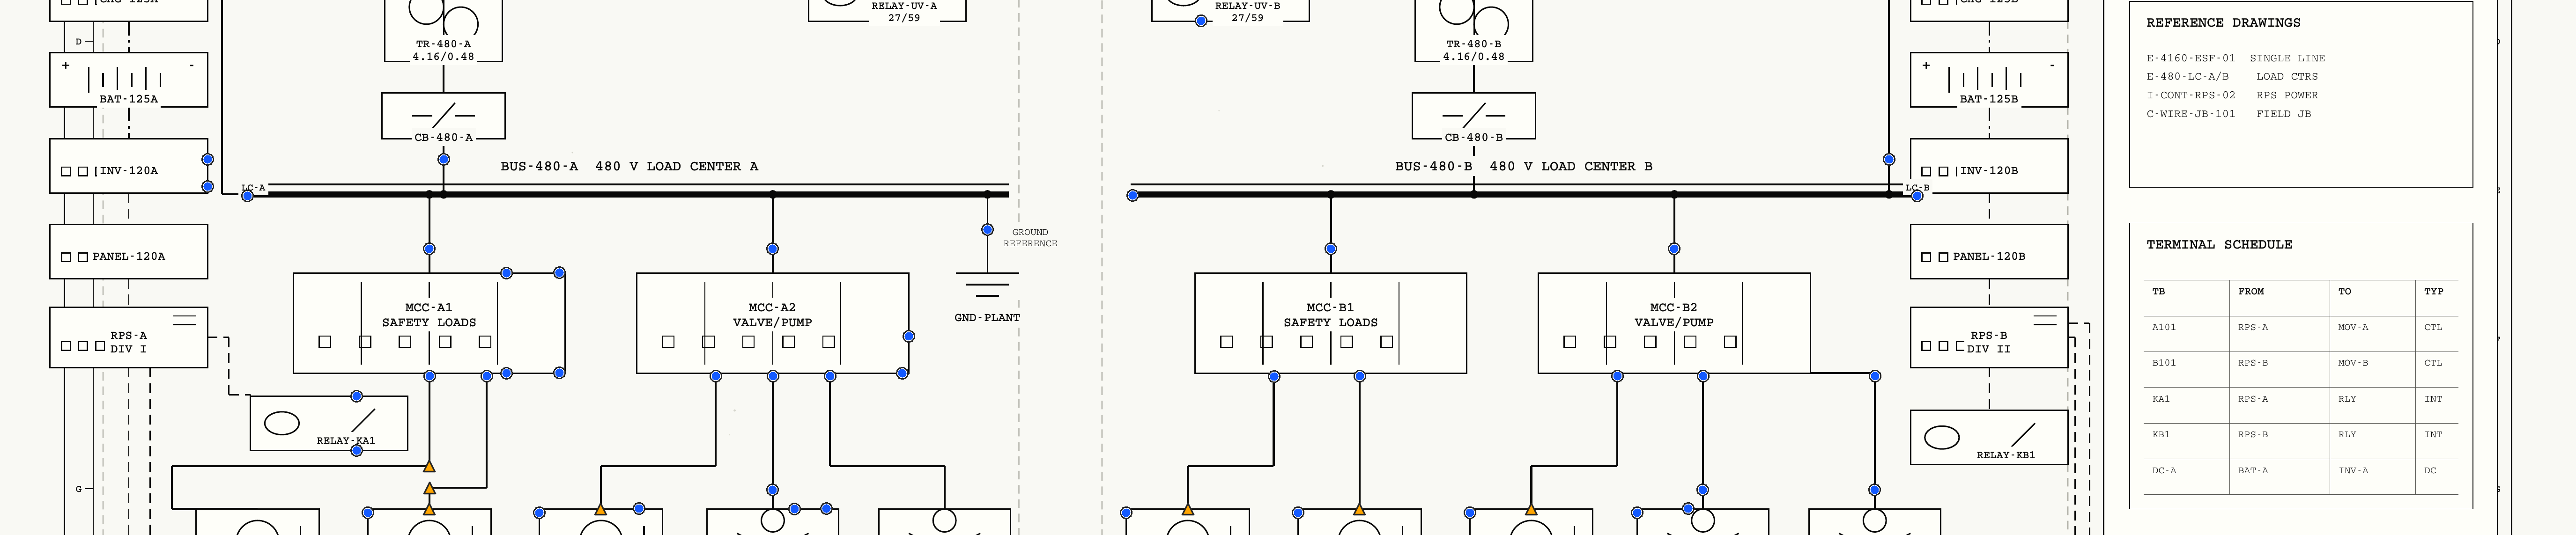 RELAY-UV-A
27/59
RELAY-UV-B
27/59
TR-480-A
4.16/0.48
TR-480-B
4.16/0.48
D
+ -
BAT-125A
+ -
BAT-125B
CB-480-A
CB-480-B
INV-120A
BUS-480-A 480 V LOAD CENTER A
BUS-480-B 480 V LOAD CENTER B
INV-120B
LC-A
LC-B
GROUND
REFERENCE
PANEL-120A
PANEL-120B
MCC-A1
SAFETY LOADS
MCC-A2
VALVE/PUMP
GND-PLANT
MCC-B1
SAFETY LOADS
MCC-B2
VALVE/PUMP
RPS-A
DIV I
RPS-B
DIV II
RELAY-KA1
RELAY-KB1
G
REFERENCE DRAWINGS
E-4160-ESF-01 SINGLE LINE
E-480-LC-A/B LOAD CTRS
I-CONT-RPS-02 RPS POWER
C-WIRE-JB-101 FIELD JB
TERMINAL SCHEDULE
TB FROM TO TYP
A101 RPS-A MOV-A CTL
B101 RPS-B MOV-B CTL
KA1 RPS-A RLY INT
KB1 RPS-B RLY INT
DC-A BAT-A INV-A DC